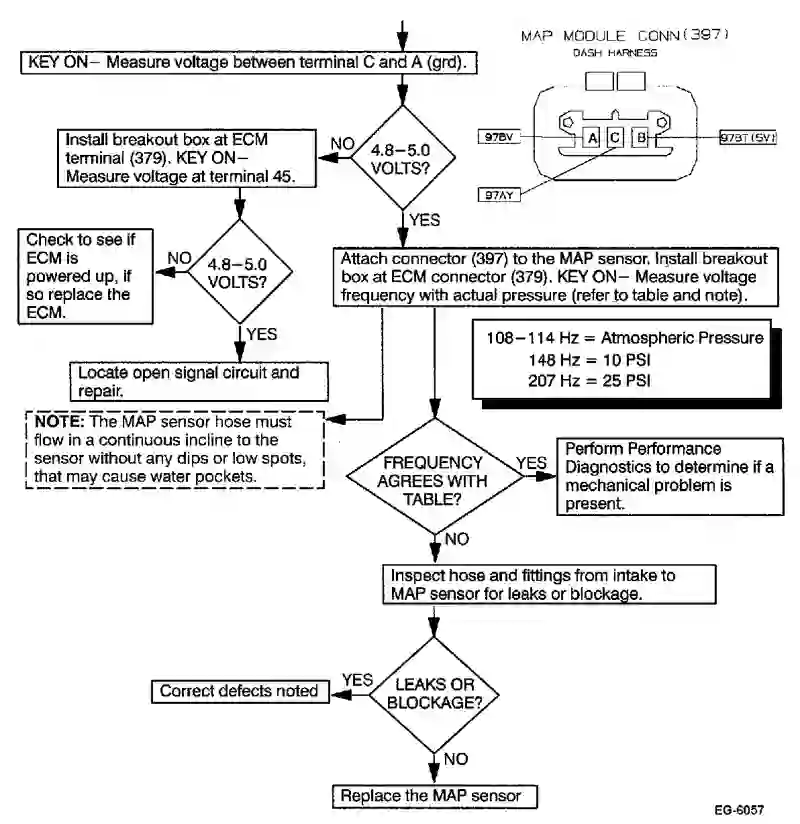 MAP MODULE CONN(397)
DASH HARNESS
KEY ON– Measure voltage between terminal C and A (grd).
97BV
A
C
B
97BT(5V)
97AY
Install breakout box at ECM
terminal (379). KEY ON–
Measure voltage at terminal 45.
NO
4.8–5.0
VOLTS?
YES
Check to see if
ECM is
powered up, if
so replace the
ECM.
NO
4.8–5.0
VOLTS?
YES
Attach connector (397) to the MAP sensor. Install breakout
box at ECM connector (379). KEY ON– Measure voltage
frequency with actual pressure (refer to table and note).
108–114 Hz = Atmospheric Pressure
148 Hz = 10 PSI
207 Hz = 25 PSI
Locate open signal circuit and
repair.
NOTE: The MAP sensor hose must
flow in a continuous incline to the
sensor without any dips or low spots,
that may cause water pockets.
FREQUENCY
AGREES WITH
TABLE?
YES
Perform Performance
Diagnostics to determine if a
mechanical problem is
present.
NO
Inspect hose and fittings from intake to
MAP sensor for leaks or blockage.
LEAKS OR
BLOCKAGE?
YES
Correct defects noted
NO
Replace the MAP sensor
EG-6057